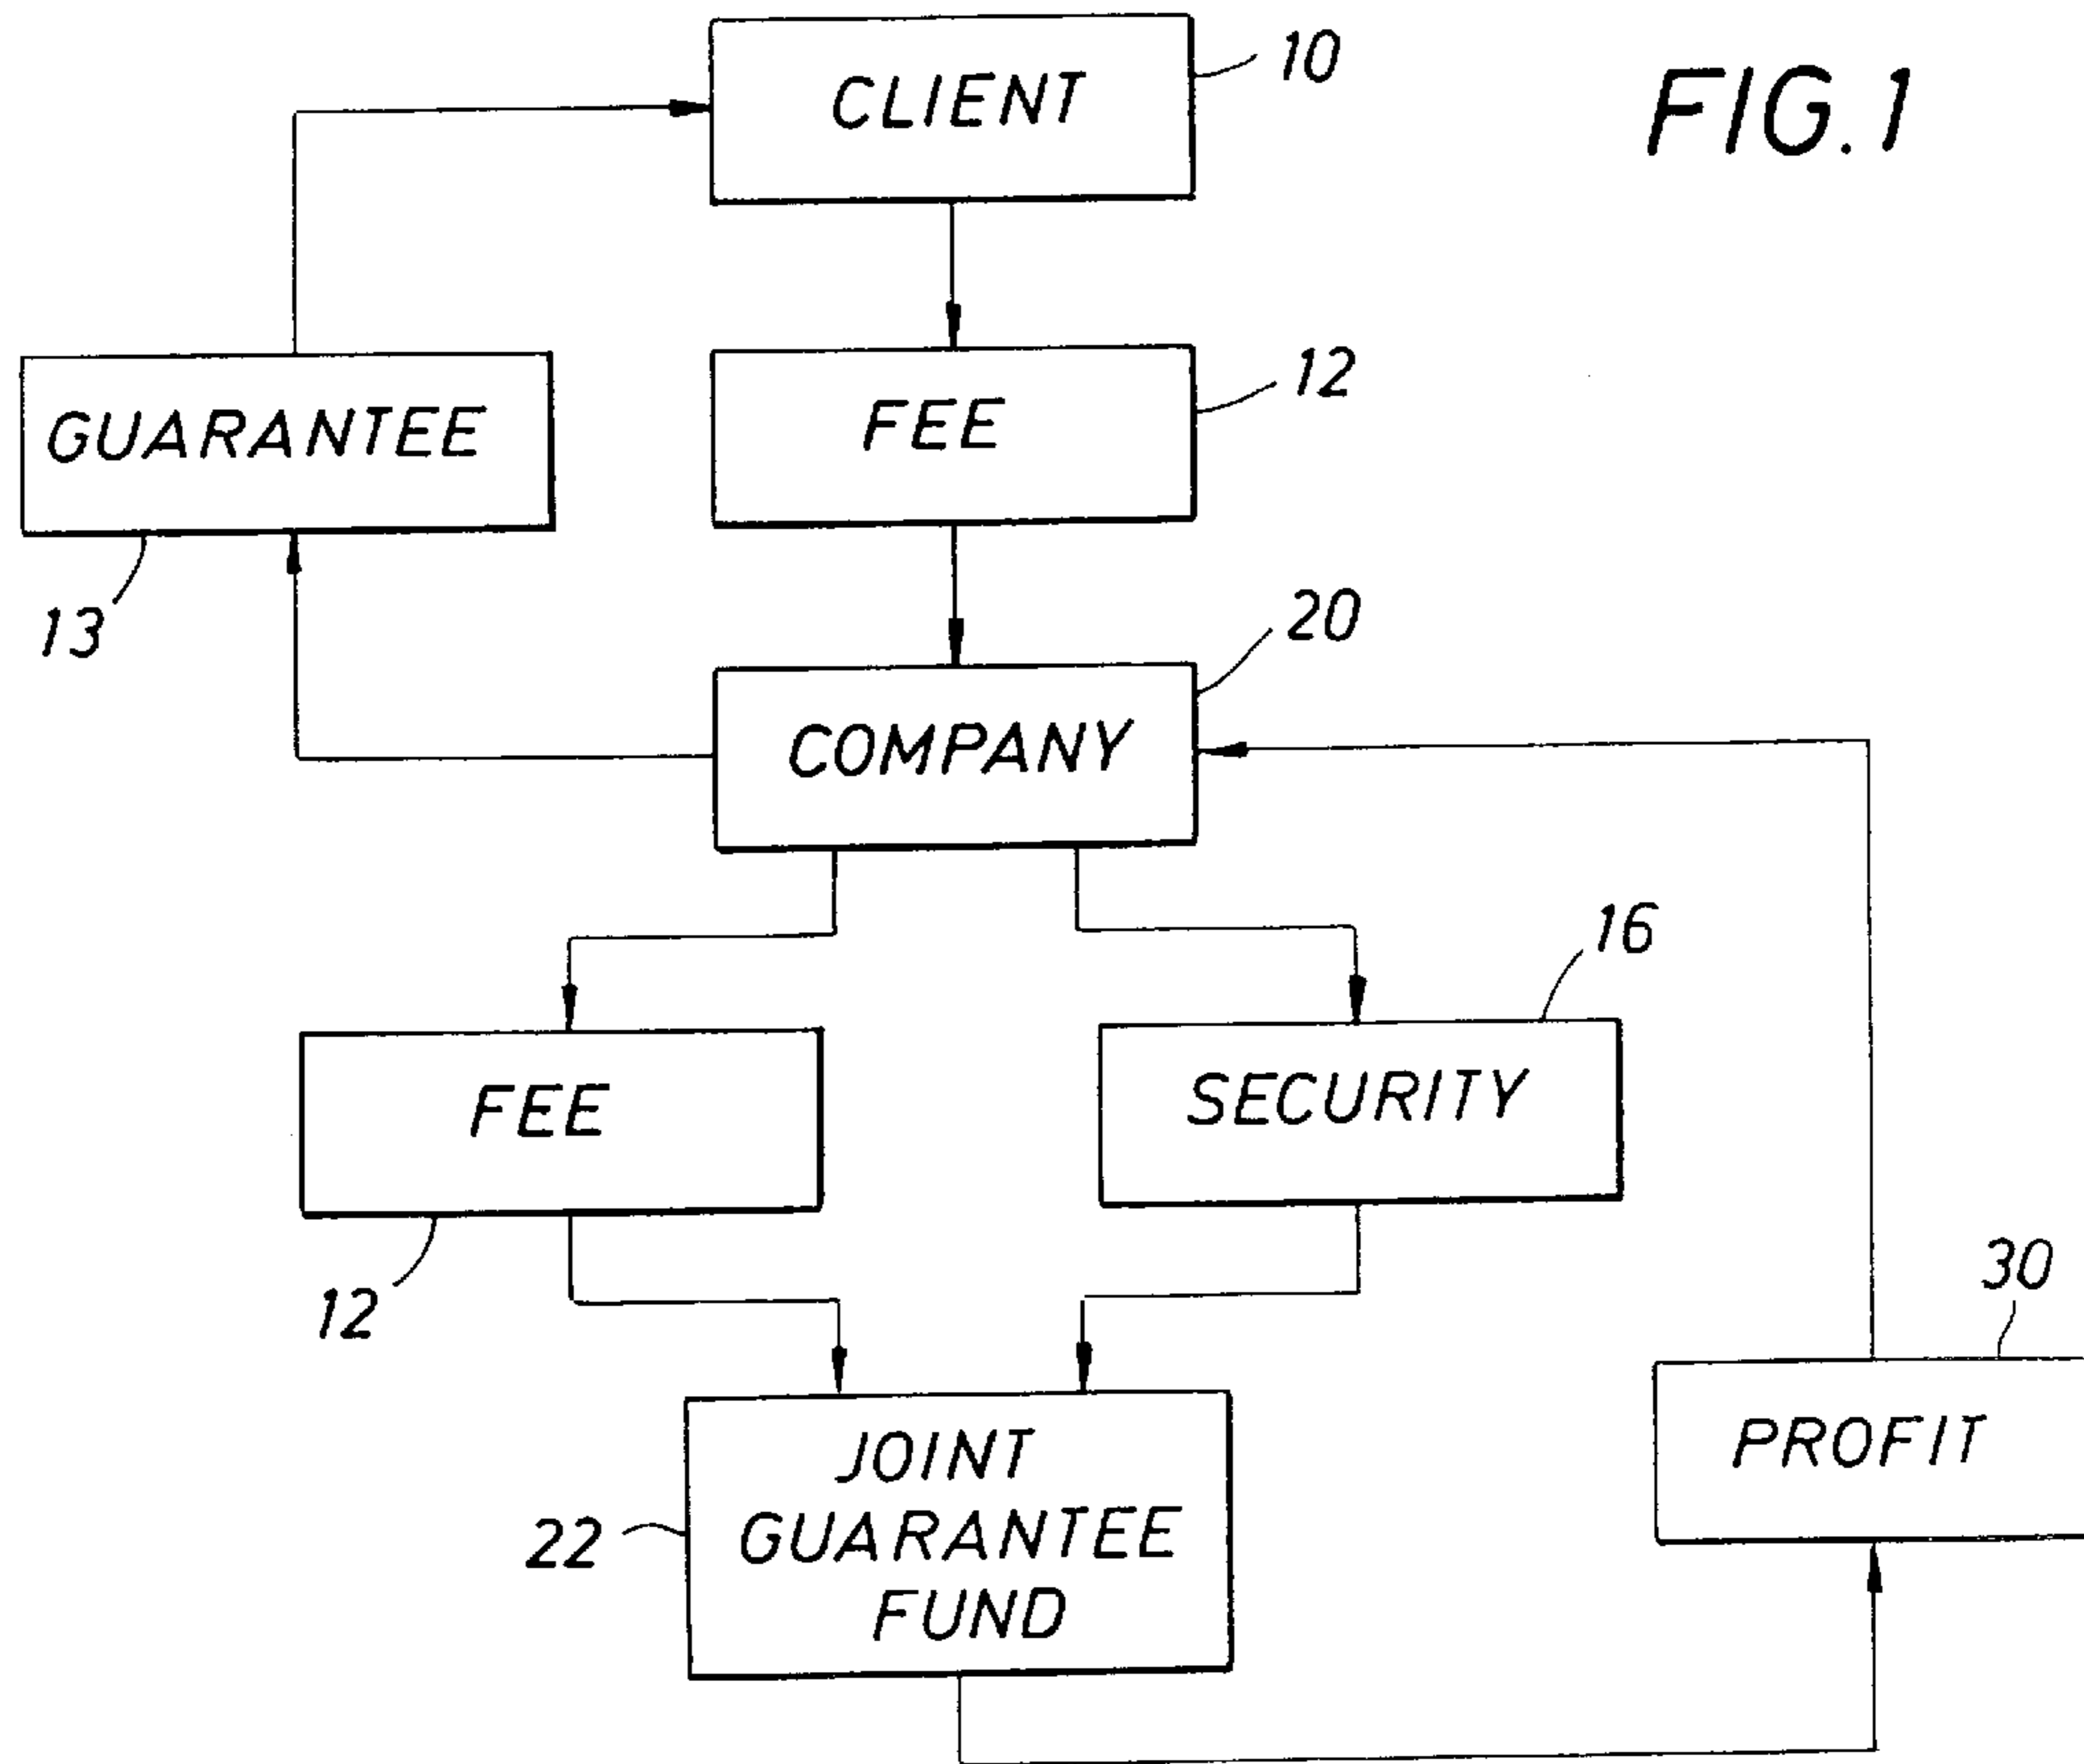 FIG. 1
CLIENT
10
GUARANTEE
13
FEE
12
COMPANY
20
FEE
12
SECURITY
16
JOINT
GUARANTEE
FUND
22
PROFIT
30